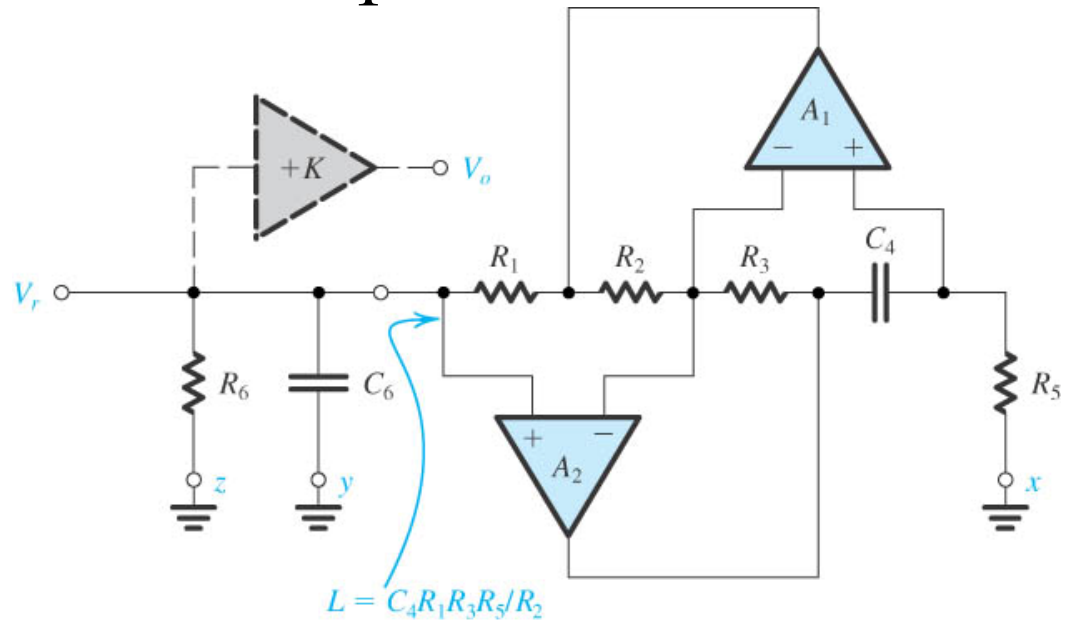 A₁
− +
+K
Vₒ
C₄
R₁ R₂ R₃
Vᵣ
R₆ C₆ R₅
+ −
A₂
z y x
L = C₄R₁R₃R₅/R₂